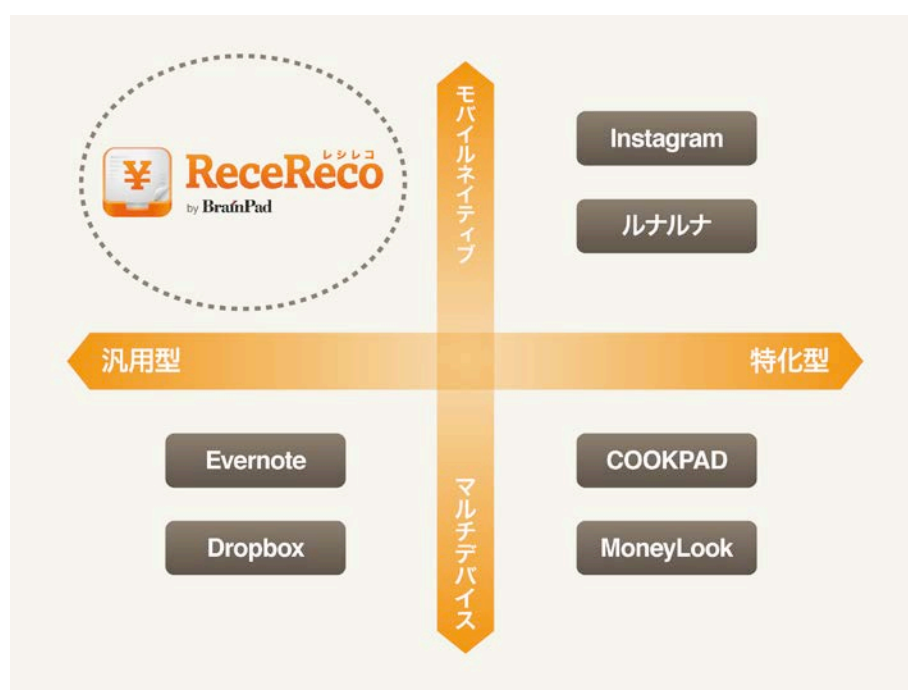 モバイルネイティブ
¥
レシレコ
ReceReco
by BrainPad
Instagram
ルナルナ
汎用型
特化型
Evernote
Dropbox
マルチデバイス
COOKPAD
MoneyLook